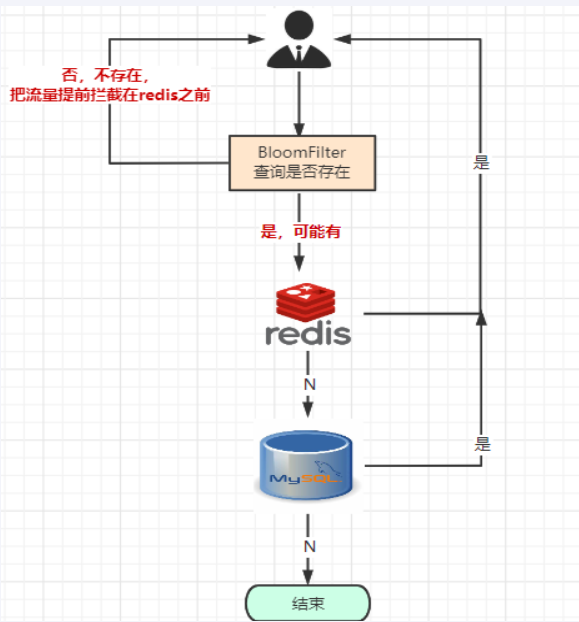 否，不存在，
把流量提前拦截在redis之前
BloomFilter
查询是否存在
是
是，可能有
redis
N
是
MySQL
N
结束